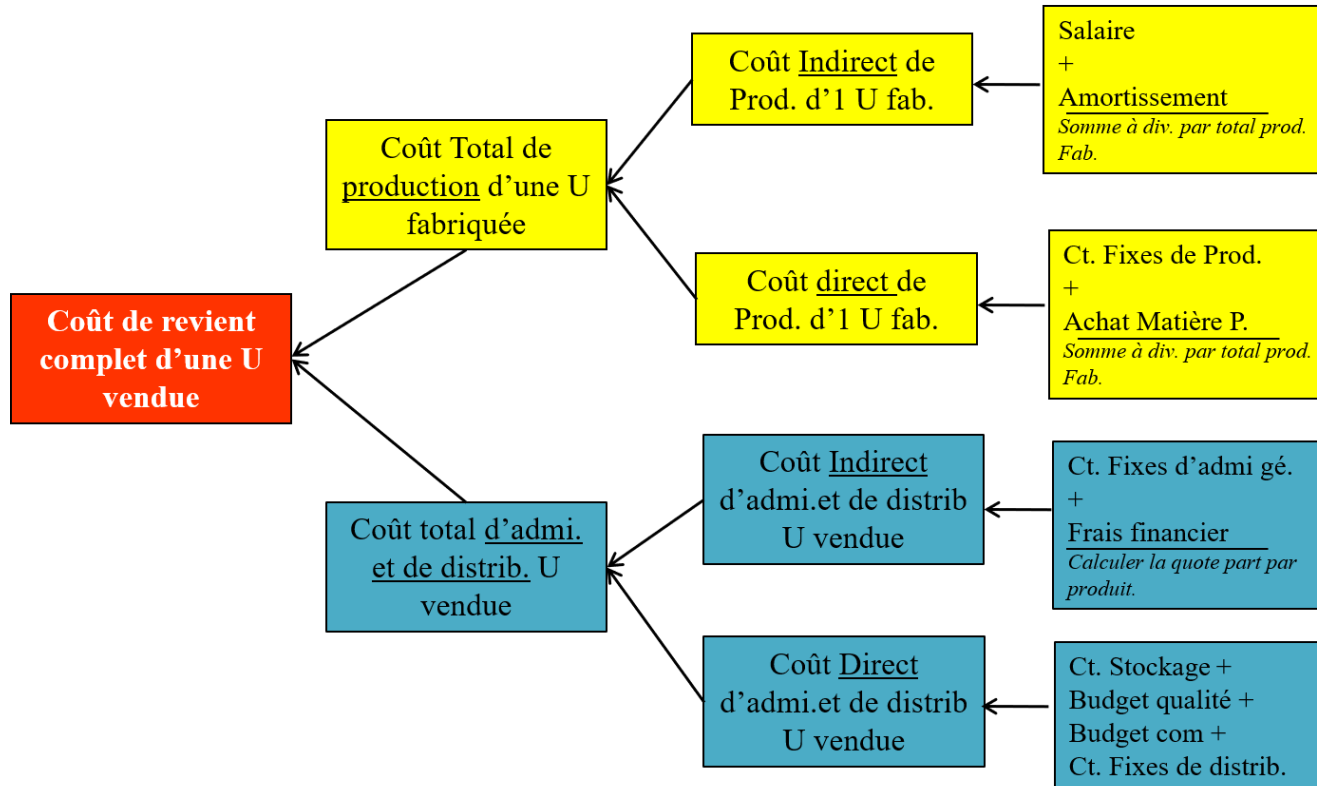 Coût Indirect de
Prod. d'1 U fab.
Salaire
+
Amortissement
Somme à div. par total prod.
Fab.
Coût Total de
production d'une U
fabriquée
Coût direct de
Prod. d'1 U fab.
Ct. Fixes de Prod.
+
Achat Matière P.
Somme à div. par total prod.
Fab.
Coût de revient
complet d'une U
vendue
Coût Indirect
d'admi.et de distrib
U vendue
Ct. Fixes d'admi gé.
+
Frais financier
Calculer la quote part par
produit.
Coût total d'admi.
et de distrib. U
vendue
Coût Direct
d'admi.et de distrib
U vendue
Ct. Stockage +
Budget qualité +
Budget com +
Ct. Fixes de distrib.